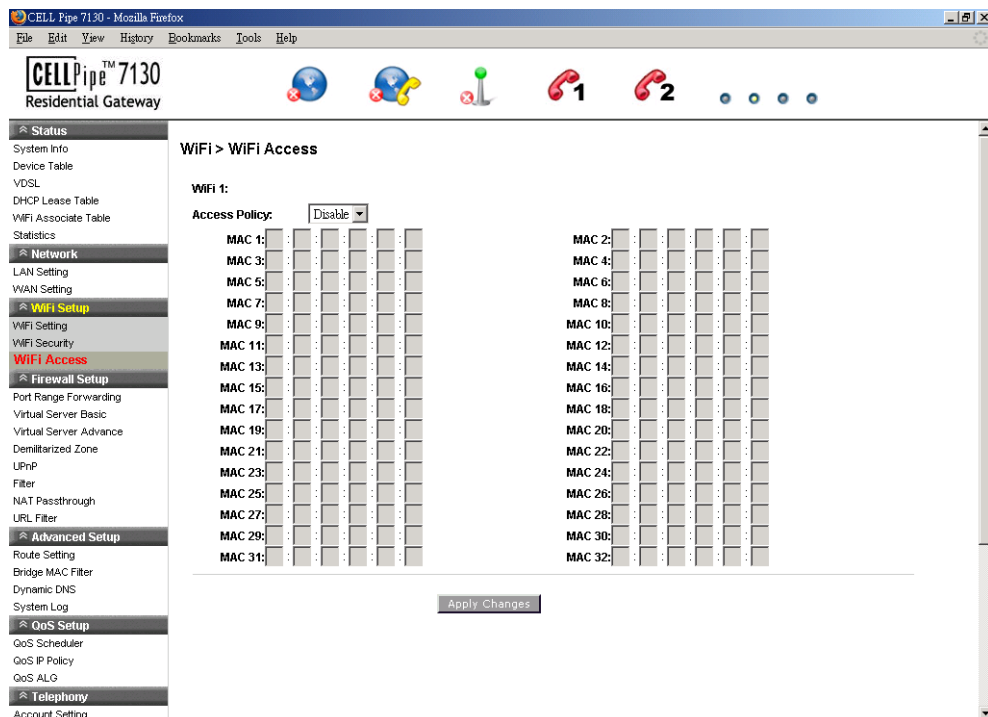 CELL Pipe 7130 - Mozilla Firefox
File Edit View History Bookmarks Tools Help
CELLPipe™ 7130
Residential Gateway
1 2
Status
System Info
Device Table
VDSL
DHCP Lease Table
WiFi Associate Table
Statistics
Network
LAN Setting
WAN Setting
WiFi Setup
WiFi Setting
WiFi Security
WiFi Access
Firewall Setup
Port Range Forwarding
Virtual Server Basic
Virtual Server Advance
Demilitarized Zone
UPnP
Filter
NAT Passthrough
URL Filter
Advanced Setup
Route Setting
Bridge MAC Filter
Dynamic DNS
System Log
QoS Setup
QoS Scheduler
QoS IP Policy
QoS ALG
Telephony
Account Setting
WiFi > WiFi Access
WiFi 1:
Access Policy: Disable
MAC 1: : : : : : MAC 2: : : : : :
MAC 3: : : : : : MAC 4: : : : : :
MAC 5: : : : : : MAC 6: : : : : :
MAC 7: : : : : : MAC 8: : : : : :
MAC 9: : : : : : MAC 10: : : : : :
MAC 11: : : : : : MAC 12: : : : : :
MAC 13: : : : : : MAC 14: : : : : :
MAC 15: : : : : : MAC 16: : : : : :
MAC 17: : : : : : MAC 18: : : : : :
MAC 19: : : : : : MAC 20: : : : : :
MAC 21: : : : : : MAC 22: : : : : :
MAC 23: : : : : : MAC 24: : : : : :
MAC 25: : : : : : MAC 26: : : : : :
MAC 27: : : : : : MAC 28: : : : : :
MAC 29: : : : : : MAC 30: : : : : :
MAC 31: : : : : : MAC 32: : : : : :
Apply Changes